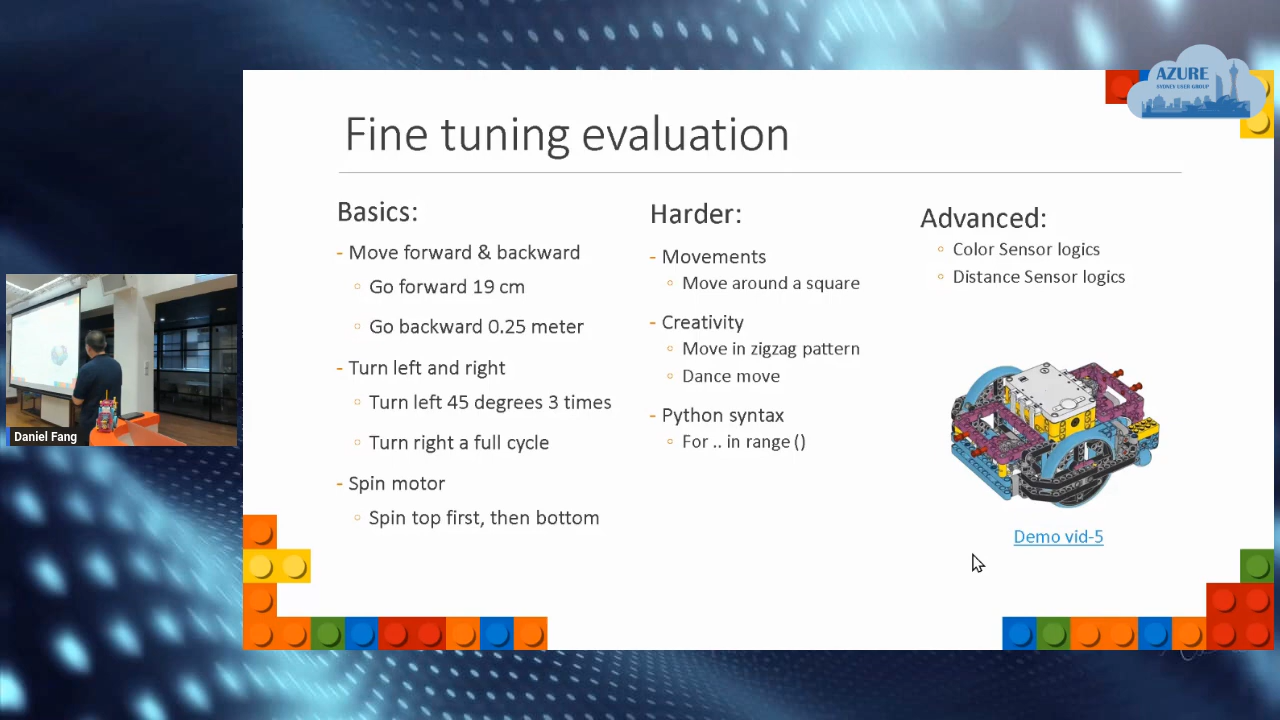 AZURE
SYDNEY USER GROUP
Fine tuning evaluation
Basics:
- Move forward & backward
Go forward 19 cm
Go backward 0.25 meter
- Turn left and right
Turn left 45 degrees 3 times
Turn right a full cycle
- Spin motor
Spin top first, then bottom
Harder:
- Movements
Move around a square
- Creativity
Move in zigzag pattern
Dance move
- Python syntax
For .. in range ()
Advanced:
Color Sensor logics
Distance Sensor logics
Demo vid-5
Daniel Fang